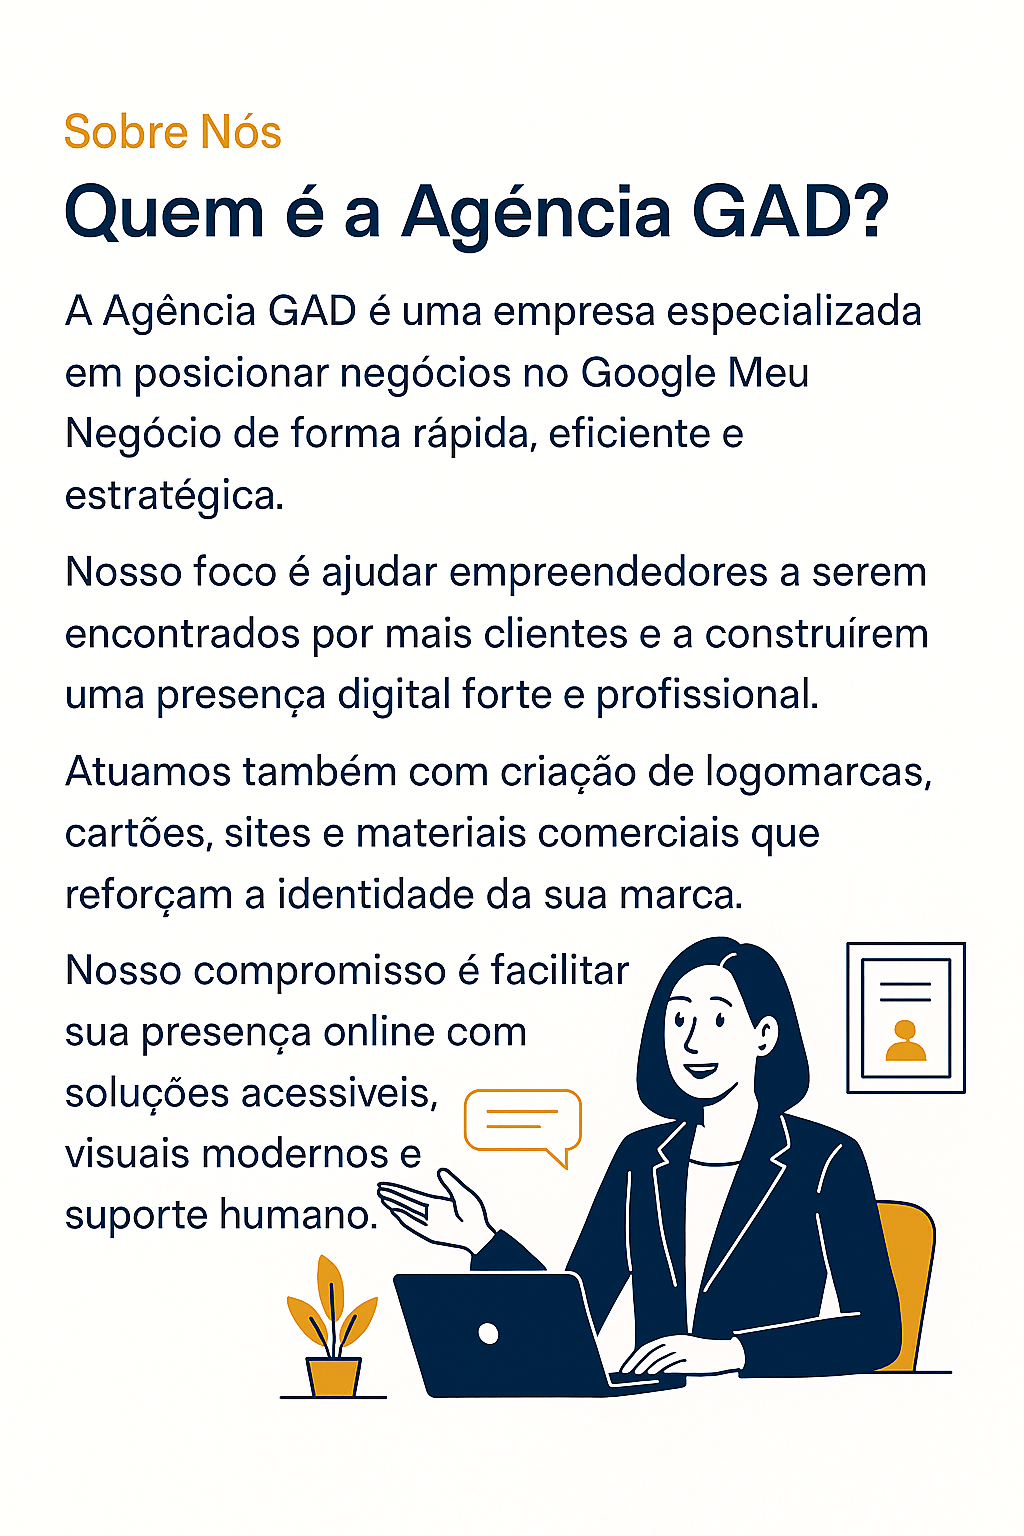 Sobre Nós
Quem é a Agéncia GAD?
A Agência GAD é uma empresa especializada
em posicionar negócios no Google Meu
Negócio de forma rápida, eficiente e
estratégica.
Nosso foco é ajudar empreendedores a serem
encontrados por mais clientes e a construírem
uma presença digital forte e profissional.
Atuamos também com criação de logomarcas,
cartões, sites e materiais comerciais que
reforçam a identidade da sua marca.
Nosso compromisso é facilitar
sua presença online com
soluções acessiveis,
visuais modernos e
suporte humano.